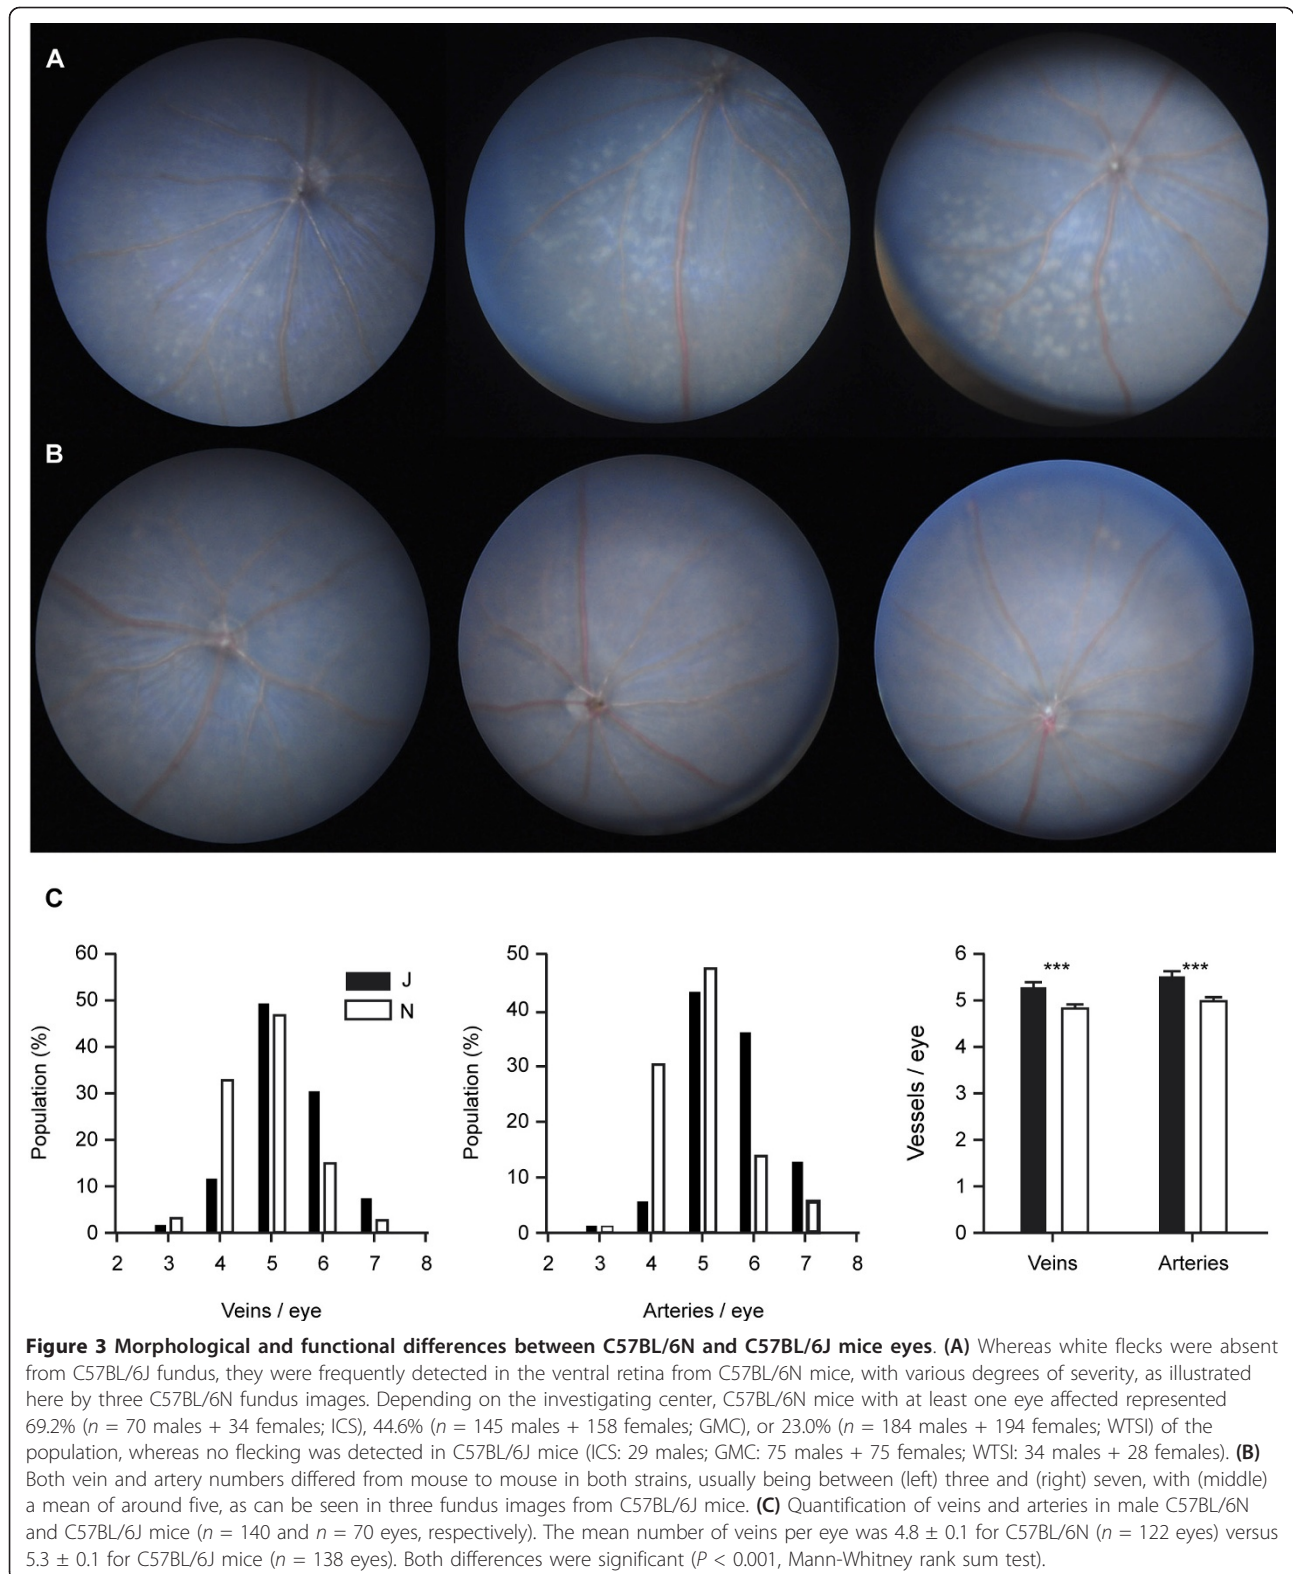 A
B
C
60
50
40
30
20
10
0
Population (%)
J
N
2 3 4 5 6 7 8
Veins / eye
50
40
30
20
10
0
Population (%)
2 3 4 5 6 7 8
Arteries / eye
6
5
4
3
2
1
0
Vessels / eye
*** ***
Veins Arteries
Figure 3 Morphological and functional differences between C57BL/6N and C57BL/6J mice eyes. (A) Whereas white flecks were absent
from C57BL/6J fundus, they were frequently detected in the ventral retina from C57BL/6N mice, with various degrees of severity, as illustrated
here by three C57BL/6N fundus images. Depending on the investigating center, C57BL/6N mice with at least one eye affected represented
69.2% (n = 70 males + 34 females; ICS), 44.6% (n = 145 males + 158 females; GMC), or 23.0% (n = 184 males + 194 females; WTSI) of the
population, whereas no flecking was detected in C57BL/6J mice (ICS: 29 males; GMC: 75 males + 75 females; WTSI: 34 males + 28 females). (B)
Both vein and artery numbers differed from mouse to mouse in both strains, usually being between (left) three and (right) seven, with (middle)
a mean of around five, as can be seen in three fundus images from C57BL/6J mice. (C) Quantification of veins and arteries in male C57BL/6N
and C57BL/6J mice (n = 140 and n = 70 eyes, respectively). The mean number of veins per eye was 4.8 ± 0.1 for C57BL/6N (n = 122 eyes) versus
5.3 ± 0.1 for C57BL/6J mice (n = 138 eyes). Both differences were significant (P < 0.001, Mann-Whitney rank sum test).